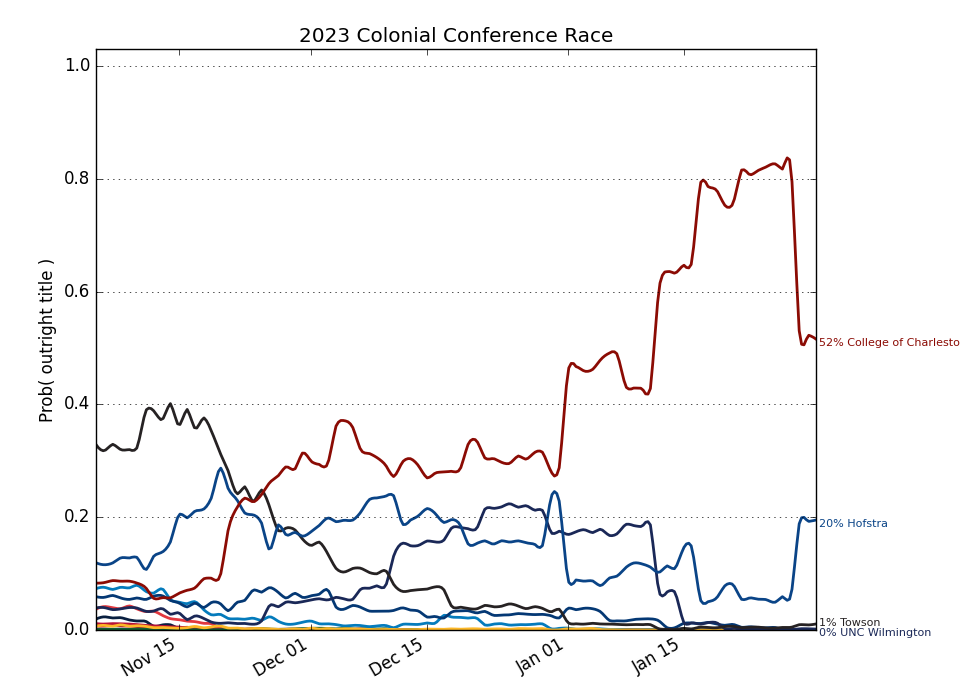 2023 Colonial Conference Race
Prob( outright title )
1.0
0.8
0.6
0.4
0.2
0.0
52% College of Charlesto
20% Hofstra
1% Towson
0% UNC Wilmington
Nov 15
Dec 01
Dec 15
Jan 01
Jan 15